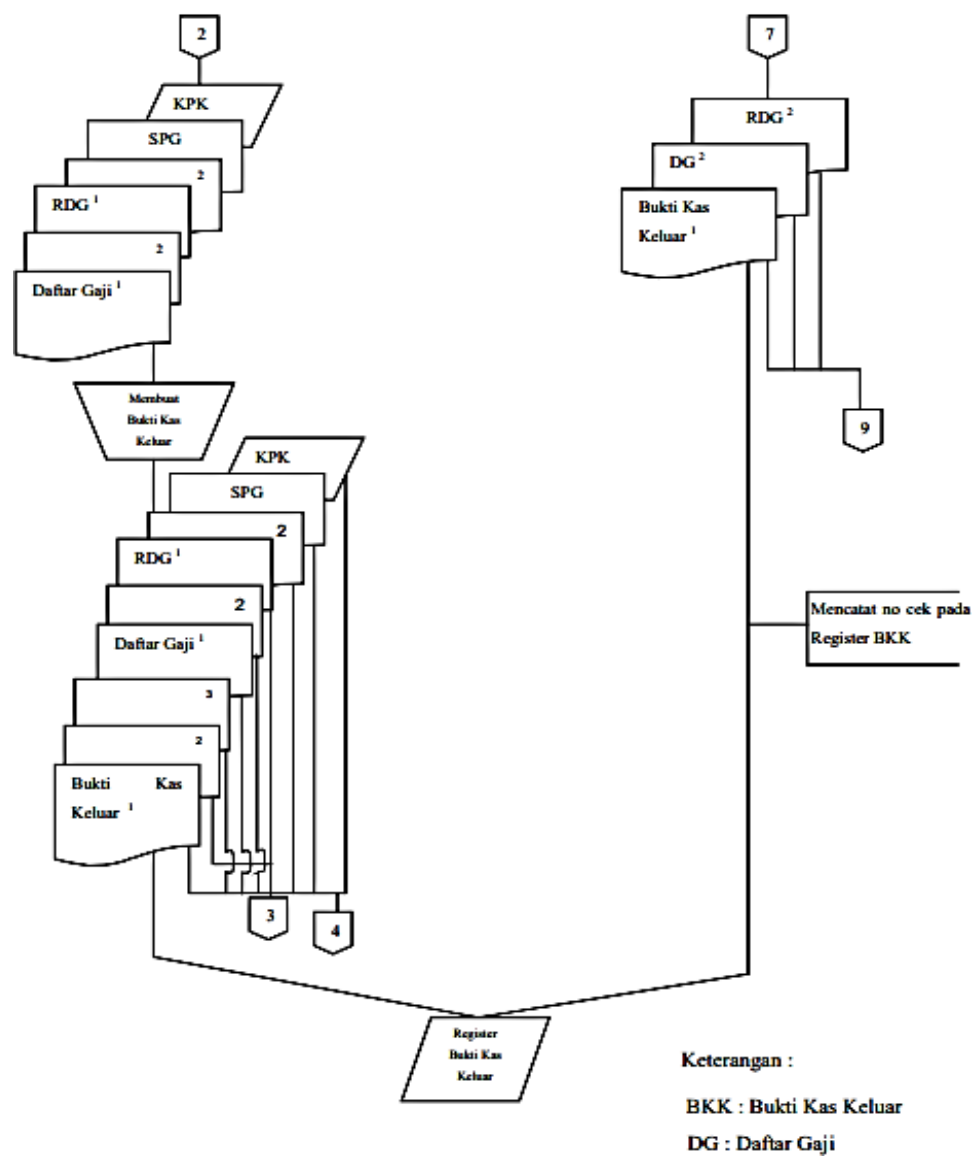 2
KPK
SPG
2
RDG 1
2
Daftar Gaji 1
Membuat
Bukti Kas
Keluar
KPK
SPG
2
RDG 1
2
Daftar Gaji 1
3
2
Bukti Kas
Keluar 1
3
4
7
RDG 2
DG 2
Bukti Kas
Keluar 1
9
Mencatat no cek pada
Register BKK
Register
Bukti Kas
Keluar
Keterangan :
BKK : Bukti Kas Keluar
DG : Daftar Gaji